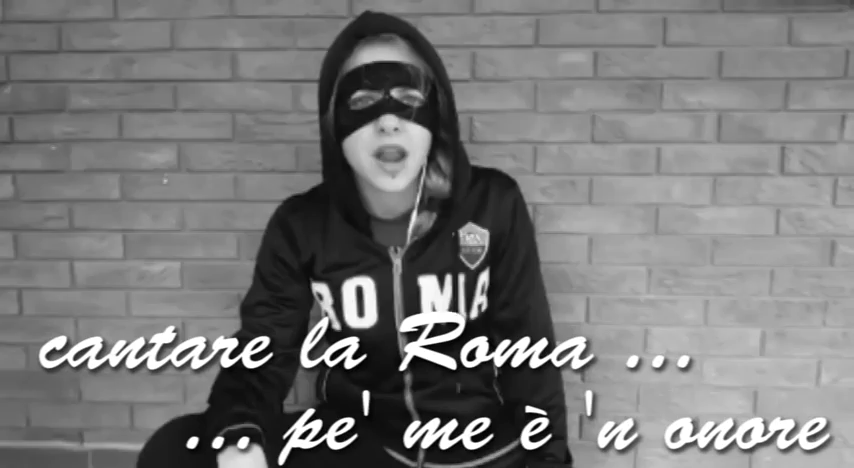 ROMA
cantare la Roma ...
... pe' me è 'n onore